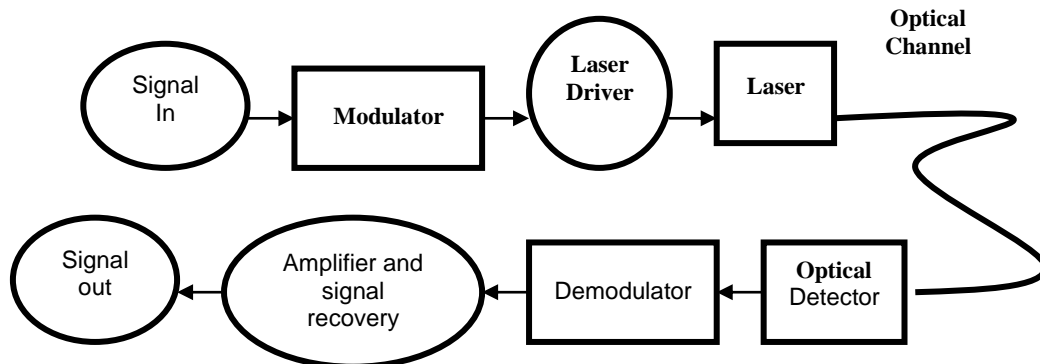 Signal
In
Modulator
Laser
Driver
Laser
Optical
Channel
Signal
out
Amplifier and
signal
recovery
Demodulator
Optical
Detector